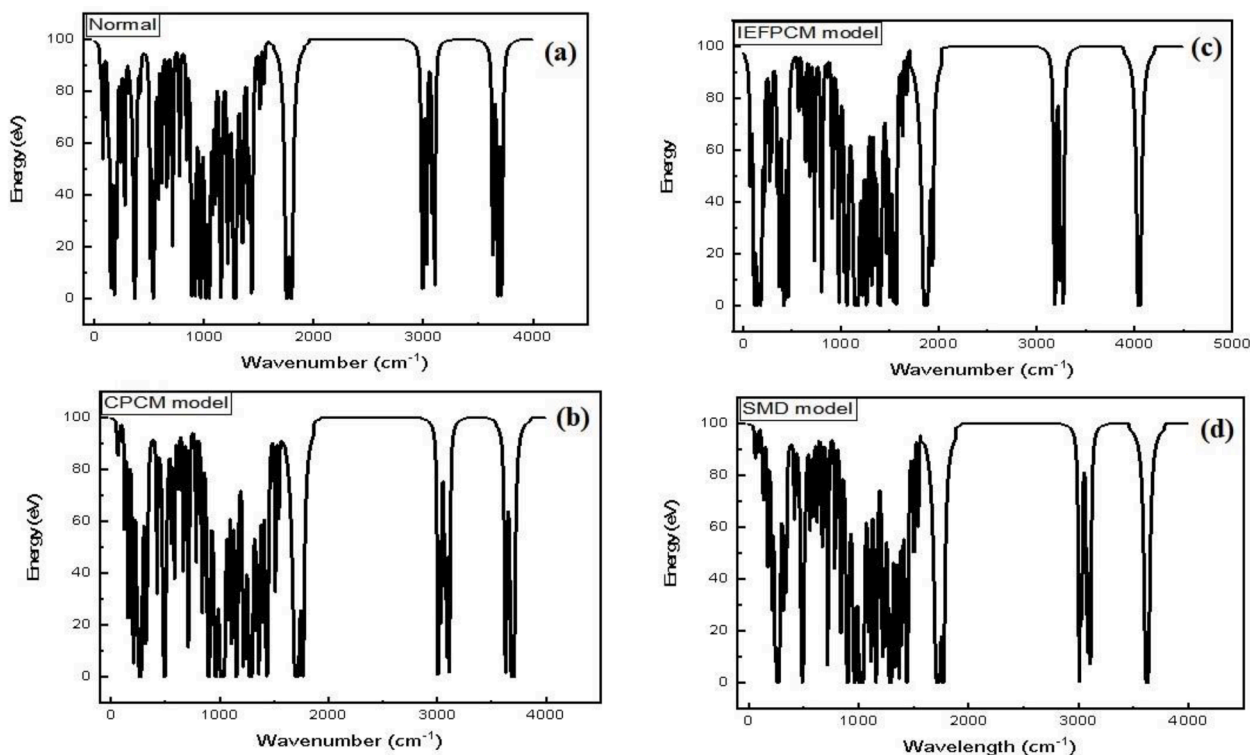 Normal
(a)
100
80
60
40
20
0
Energy (eV)
0 1000 2000 3000 4000
Wavenumber (cm⁻¹)
IEFPCM model
(c)
100
80
60
40
20
0
Energy
0 1000 2000 3000 4000 5000
Wavenumber (cm⁻¹)
CPCM model
(b)
100
80
60
40
20
0
Energy (eV)
0 1000 2000 3000 4000
Wavenumber (cm⁻¹)
SMD model
(d)
100
80
60
40
20
0
Energy (eV)
0 1000 2000 3000 4000
Wavelength (cm⁻¹)